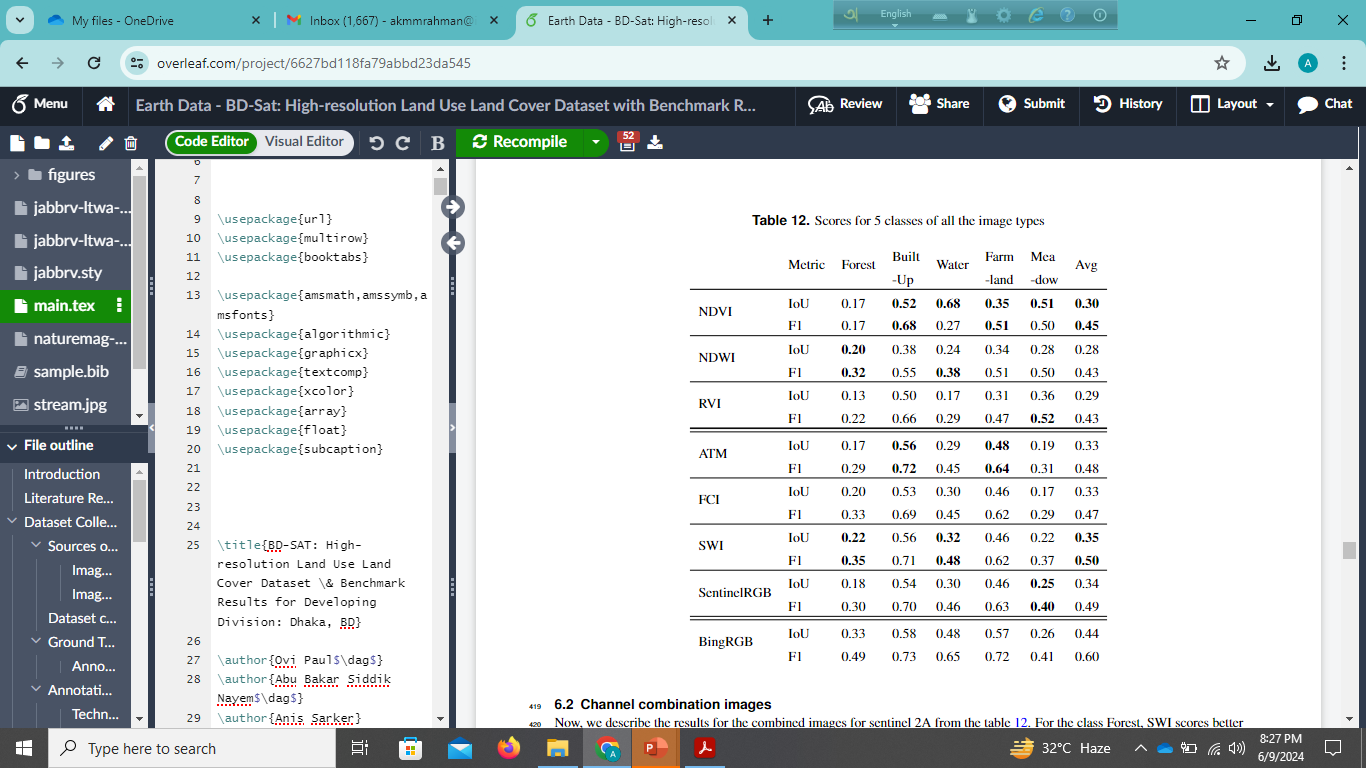 My files - OneDrive
Inbox (1,667) - akmmrahman@
Earth Data - BD-Sat: High-resol
English
overleaf.com/project/6627bd118fa79abbd23da545
A
Menu
Earth Data - BD-Sat: High-resolution Land Use Land Cover Dataset with Benchmark R...
Review
Share
Submit
History
Layout
Chat
Code Editor
Visual Editor
B
Recompile
52
figures
jabbrv-ltwa-...
jabbrv-ltwa-...
jabbrv.sty
main.tex
naturemag-...
sample.bib
stream.jpg
File outline
Introduction
Literature Re...
Dataset Colle...
Sources o...
Imag...
Imag...
Dataset c...
Ground T...
Anno...
Annotati...
Techn...
6
7
8
9 \usepackage{url}
10 \usepackage{multirow}
11 \usepackage{booktabs}
12
13 \usepackage{amsmath,amssymb,a
msfonts}
14 \usepackage{algorithmic}
15 \usepackage{graphicx}
16 \usepackage{textcomp}
17 \usepackage{xcolor}
18 \usepackage{array}
19 \usepackage{float}
20 \usepackage{subcaption}
21
22
23
24
25 \title{BD-SAT: High-
resolution Land Use Land
Cover Dataset \& Benchmark
Results for Developing
Division: Dhaka, BD}
26
27 \author{Ovi Paul$\dag$}
28 \author{Abu Bakar Siddik
Nayem$\dag$}
29 \author{Anis Sarker}
Table 12. Scores for 5 classes of all the image types
Metric Forest Built -Up Water Farm -land Mea -dow Avg
NDVI IoU 0.17 0.52 0.68 0.35 0.51 0.30
F1 0.17 0.68 0.27 0.51 0.50 0.45
NDWI IoU 0.20 0.38 0.24 0.34 0.28 0.28
F1 0.32 0.55 0.38 0.51 0.50 0.43
RVI IoU 0.13 0.50 0.17 0.31 0.36 0.29
F1 0.22 0.66 0.29 0.47 0.52 0.43
ATM IoU 0.17 0.56 0.29 0.48 0.19 0.33
F1 0.29 0.72 0.45 0.64 0.31 0.48
FCI IoU 0.20 0.53 0.30 0.46 0.17 0.33
F1 0.33 0.69 0.45 0.62 0.29 0.47
SWI IoU 0.22 0.56 0.32 0.46 0.22 0.35
F1 0.35 0.71 0.48 0.62 0.37 0.50
SentinelRGB IoU 0.18 0.54 0.30 0.46 0.25 0.34
F1 0.30 0.70 0.46 0.63 0.40 0.49
BingRGB IoU 0.33 0.58 0.48 0.57 0.26 0.44
F1 0.49 0.73 0.65 0.72 0.41 0.60
419 6.2 Channel combination images
420 Now, we describe the results for the combined images for sentinel 2A from the table 12. For the class Forest, SWI scores better
Type here to search
32°C Haze
8:27 PM
6/9/2024